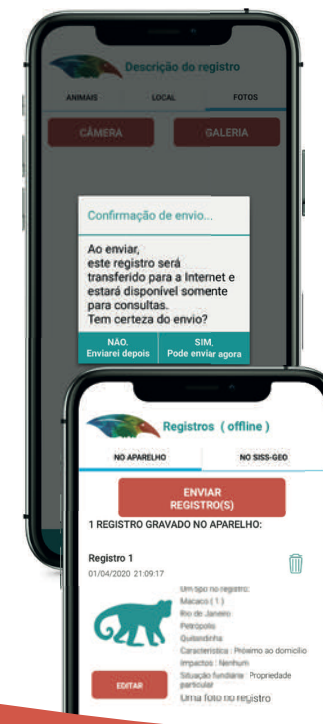 Descrição do registro
ANIMAIS LOCAL FOTOS
CÂMERA GALERIA
Confirmação de envio...
Ao enviar,
este registro será
transferido para a Internet e
estará disponível somente
para consultas.
Tem certeza do envio?
NÃO, SIM,
Enviarei depois Pode enviar agora
Registros ( offline )
NO APARELHO NO SISS-GEO
ENVIAR
REGISTRO(S)
1 REGISTRO GRAVADO NO APARELHO:
Registro 1
01/04/2020 21:09:17
Um tipo no registro:
Macaco ( 1 )
Rio de Janeiro
Petrópolis
Quitandinha
Característica : Próximo ao domicílio
Impactos : Nenhum
Situação fundiária : Propriedade
particular
Uma foto no registro
EDITAR